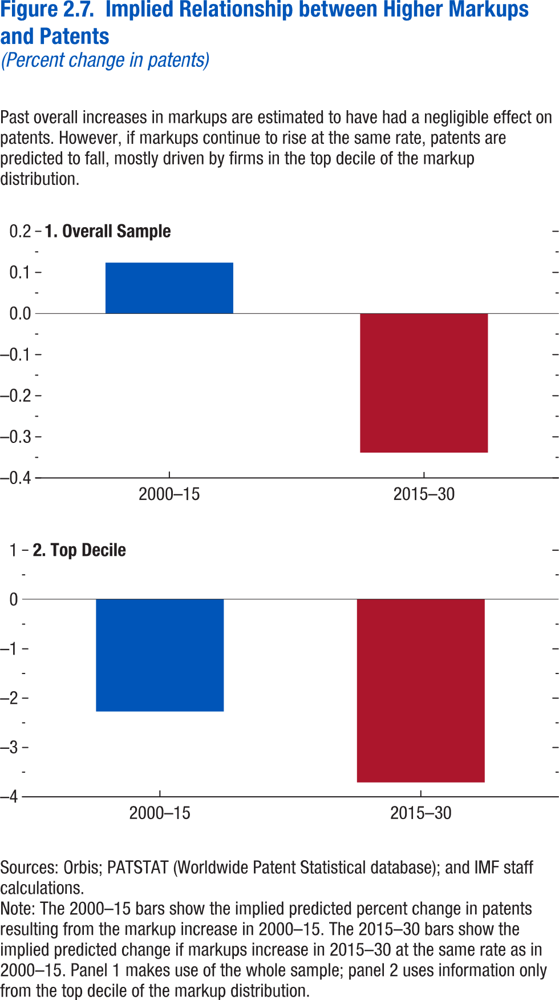 Figure 2.7.  Implied Relationship between Higher Markups
and Patents
(Percent change in patents)
Past overall increases in markups are estimated to have had a negligible effect on
patents. However, if markups continue to rise at the same rate, patents are
predicted to fall, mostly driven by firms in the top decile of the markup
distribution.
0.2
1. Overall Sample
0.1
0.0
–0.1
–0.2
–0.3
–0.4
2000–15
2015–30
1
2. Top Decile
0
–1
–2
–3
–4
2000–15
2015–30
Sources: Orbis; PATSTAT (Worldwide Patent Statistical database); and IMF staff
calculations.
Note: The 2000–15 bars show the implied predicted percent change in patents
resulting from the markup increase in 2000–15. The 2015–30 bars show the
implied predicted change if markups increase in 2015–30 at the same rate as in
2000–15. Panel 1 makes use of the whole sample; panel 2 uses information only
from the top decile of the markup distribution.